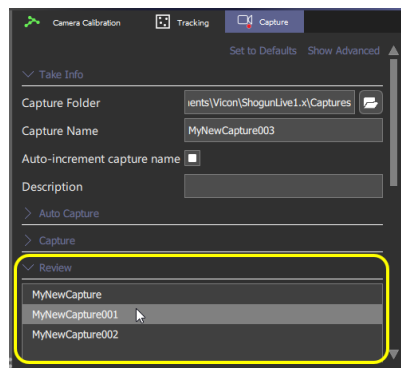 Camera Calibration Tracking Capture
Set to Defaults Show Advanced
Take Info
Capture Folder ients\Vicon\ShogunLive1.x\Captures
Capture Name MyNewCapture003
Auto-increment capture name
Description
Auto Capture
Capture
Review
MyNewCapture
MyNewCapture001
MyNewCapture002